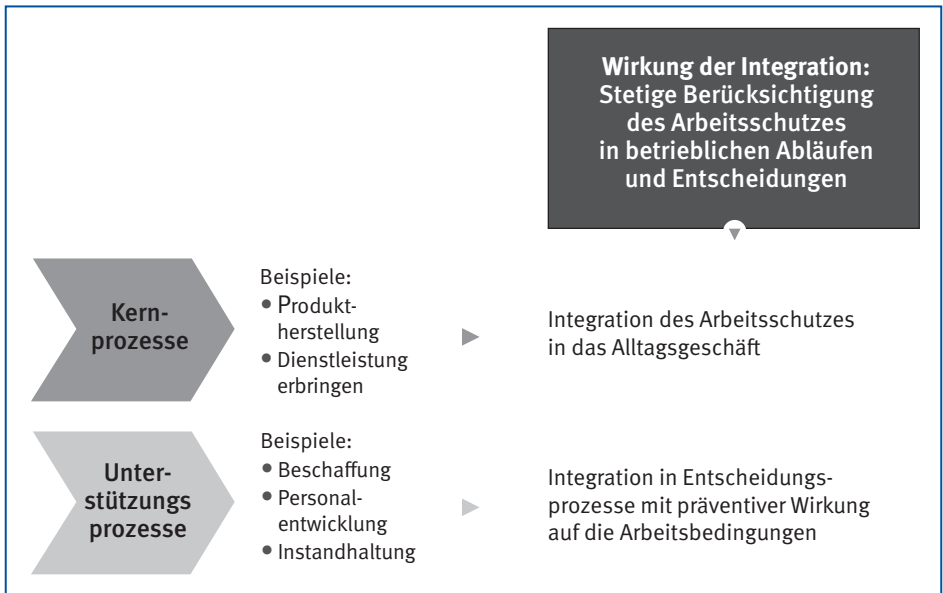 Wirkung der Integration:
Stetige Berücksichtigung
des Arbeitsschutzes
in betrieblichen Abläufen
und Entscheidungen
Kern-
prozesse
Beispiele:
• Produkt-
herstellung
• Dienstleistung
erbringen
Integration des Arbeitsschutzes
in das Alltagsgeschäft
Unter-
stützungs
prozesse
Beispiele:
• Beschaffung
• Personal-
entwicklung
• Instandhaltung
Integration in Entscheidungs-
prozesse mit präventiver Wirkung
auf die Arbeitsbedingungen